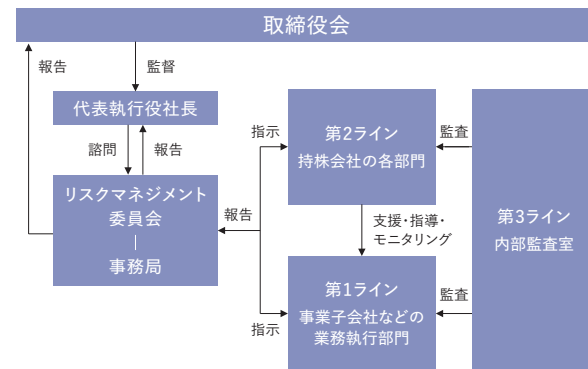 取締役会
報告
監督
代表執行役社長
諮問
報告
リスクマネジメント
委員会
事務局
報告
指示
指示
第2ライン
持株会社の各部門
監査
支援・指導・
モニタリング
第1ライン
事業子会社などの
業務執行部門
監査
第3ライン
内部監査室